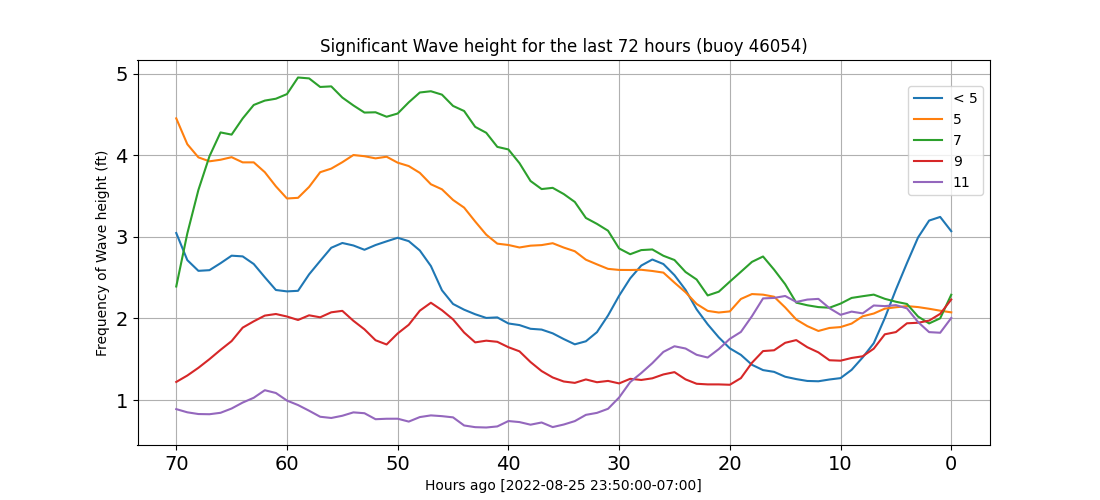 Significant Wave height for the last 72 hours (buoy 46054)
Frequency of Wave height (ft)
5
4
3
2
1
< 5
5
7
9
11
70 60 50 40 30 20 10 0
Hours ago [2022-08-25 23:50:00-07:00]